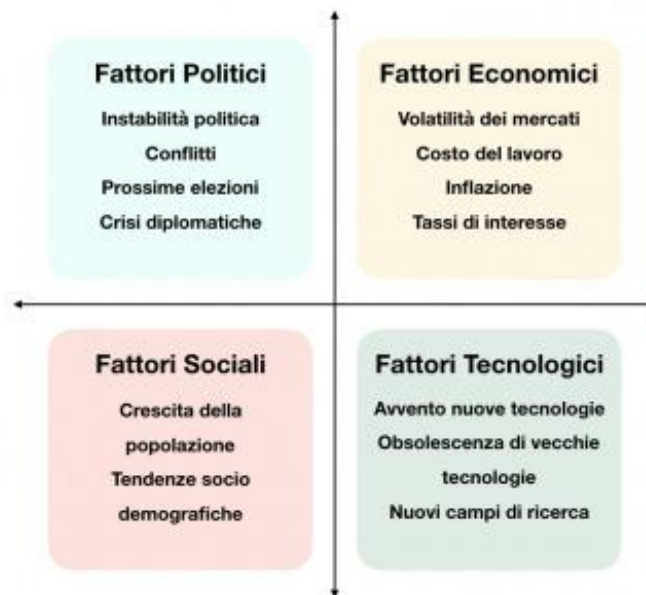 Fattori Politici
Instabilità politica
Conflitti
Prossime elezioni
Crisi diplomatiche
Fattori Economici
Volatilità dei mercati
Costo del lavoro
Inflazione
Tassi di interesse
Fattori Sociali
Crescita della
popolazione
Tendenze socio
demografiche
Fattori Tecnologici
Avvento nuove tecnologie
Obsolescenza di vecchie
tecnologie
Nuovi campi di ricerca